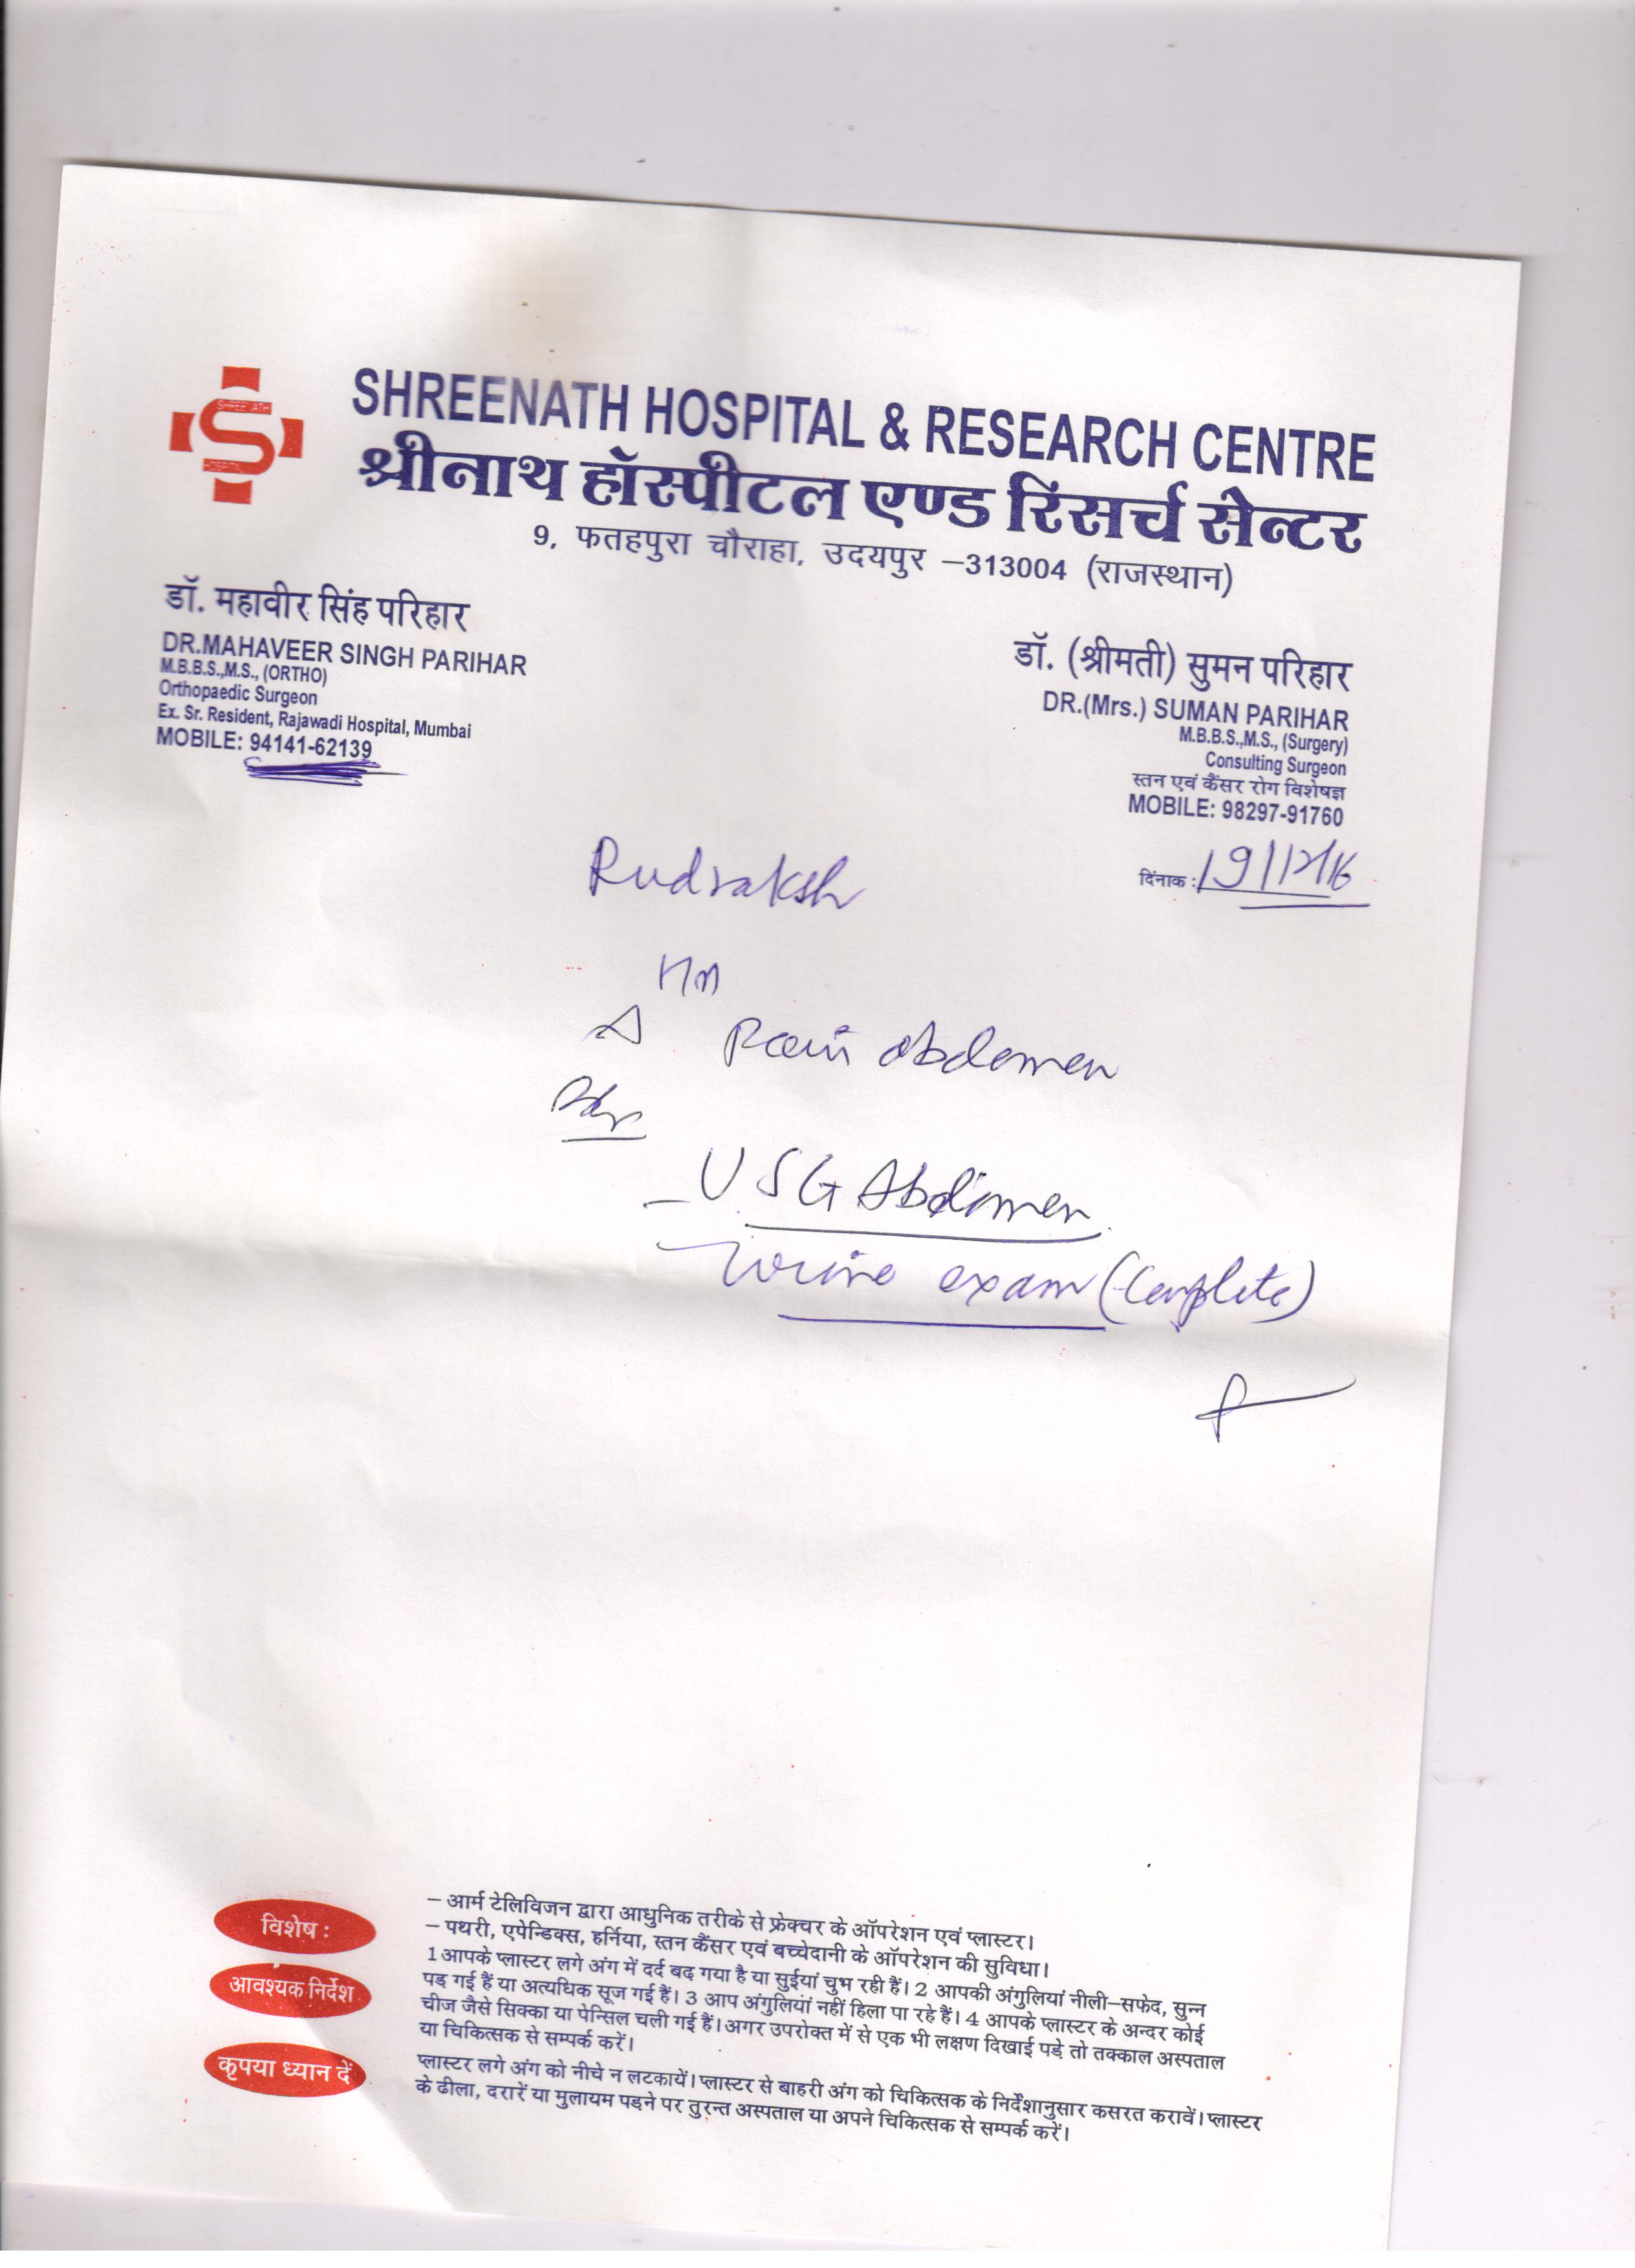 SHREENATH
SHREENATH HOSPITAL & RESEARCH CENTRE
श्रीनाथ हॉस्पीटल एण्ड रिंसर्च सेन्टर
9, फतहपुरा चौराहा, उदयपुर –313004 (राजस्थान)
डॉ. महावीर सिंह परिहार
DR.MAHAVEER SINGH PARIHAR
M.B.B.S.,M.S., (ORTHO)
Orthopaedic Surgeon
Ex. Sr. Resident, Rajawadi Hospital, Mumbai
MOBILE: 94141-62139
डॉ. (श्रीमती) सुमन परिहार
DR.(Mrs.) SUMAN PARIHAR
M.B.B.S.,M.S., (Surgery)
Consulting Surgeon
स्तन एवं कैंसर रोग विशेषज्ञ
MOBILE: 98297-91760
दिंनाक : 19/12/16
Rudraksh
Pain abdomen
Adv
– USG Abdomen
– Urine exam (Complete)
विशेष :
– आर्म टेलिविजन द्वारा आधुनिक तरीके से फ्रेक्चर के ऑपरेशन एवं प्लास्टर।
– पथरी, एपेन्डिक्स, हर्निया, स्तन कैंसर एवं बच्चेदानी के ऑपरेशन की सुविधा।
आवश्यक निर्देश
1 आपके प्लास्टर लगे अंग में दर्द बढ़ गया है या सुईयां चुभ रही हैं। 2 आपकी अंगुलियां नीली–सफेद, सुन्न
पड़ गई हैं या अत्यधिक सूज गई हैं। 3 आप अंगुलियां नहीं हिला पा रहे हैं। 4 आपके प्लास्टर के अन्दर कोई
चीज जैसे सिक्का या पेन्सिल चली गई हैं। अगर उपरोक्त में से एक भी लक्षण दिखाई पड़े तो तक्काल अस्पताल
या चिकित्सक से सम्पर्क करें।
कृपया ध्यान दें
प्लास्टर लगे अंग को नीचे न लटकायें। प्लास्टर से बाहरी अंग को चिकित्सक के निर्देंशानुसार कसरत करावें। प्लास्टर
के ढीला, दरारें या मुलायम पड़ने पर तुरन्त अस्पताल या अपने चिकित्सक से सम्पर्क करें।